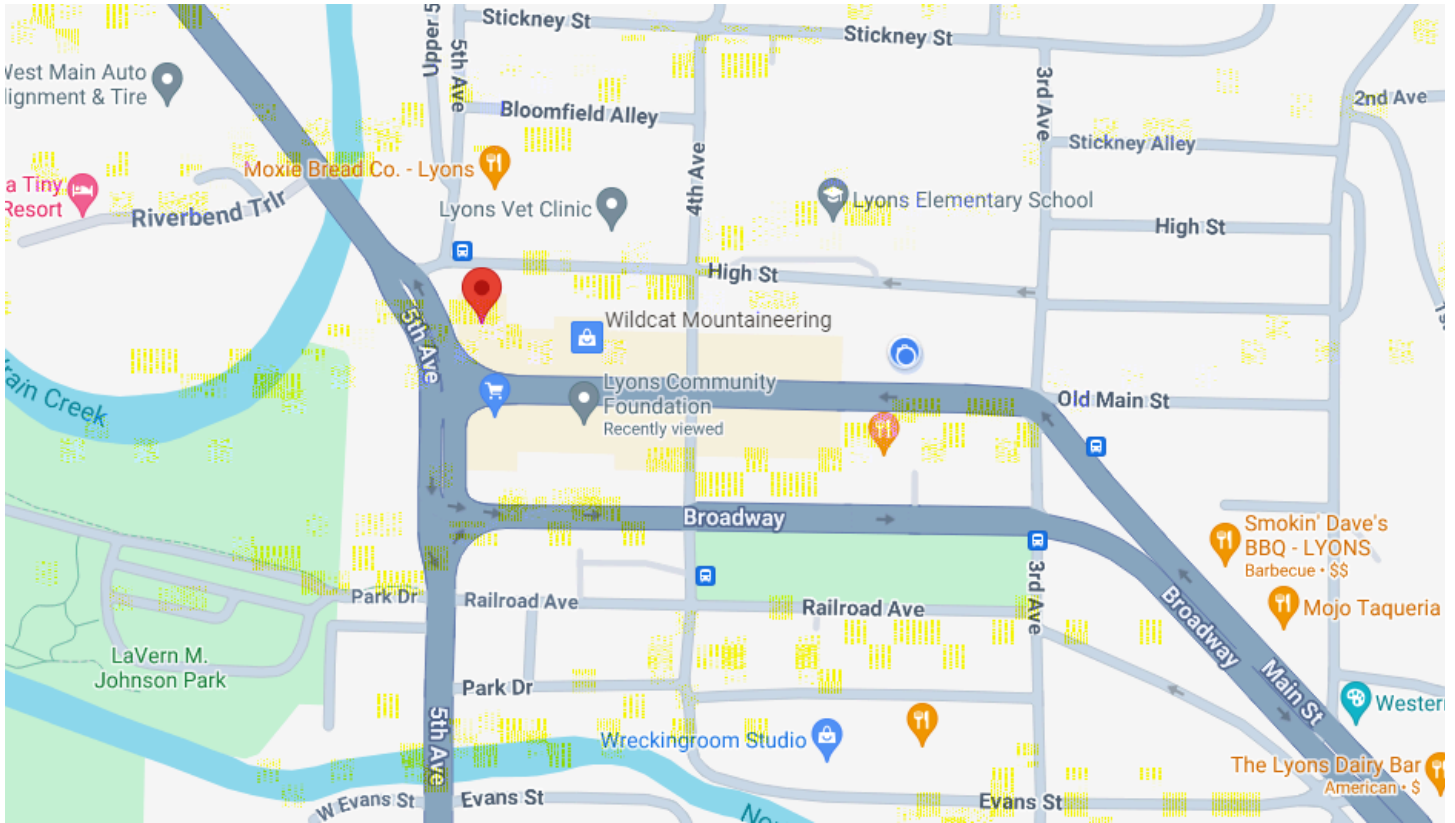 Stickney St
Stickney St
Upper 5
5th Ave
West Main Auto
lignment & Tire
3rd Ave
2nd Ave
Bloomfield Alley
Stickney Alley
Moxie Bread Co. - Lyons
4th Ave
a Tiny
Resort
Riverbend Trlr
Lyons Vet Clinic
Lyons Elementary School
High St
High St
5th Ave
Wildcat Mountaineering
Lyons Community
Foundation
Recently viewed
Old Main St
rain Creek
Broadway
Smokin' Dave's
BBQ - LYONS
Barbecue • $$
Park Dr
Railroad Ave
Railroad Ave
3rd Ave
Mojo Taqueria
Broadway
LaVern M.
Johnson Park
Park Dr
Main St
5th Ave
Wreckingroom Studio
Wester
The Lyons Dairy Bar
American • $
W Evans St
Evans St
Evans St
No